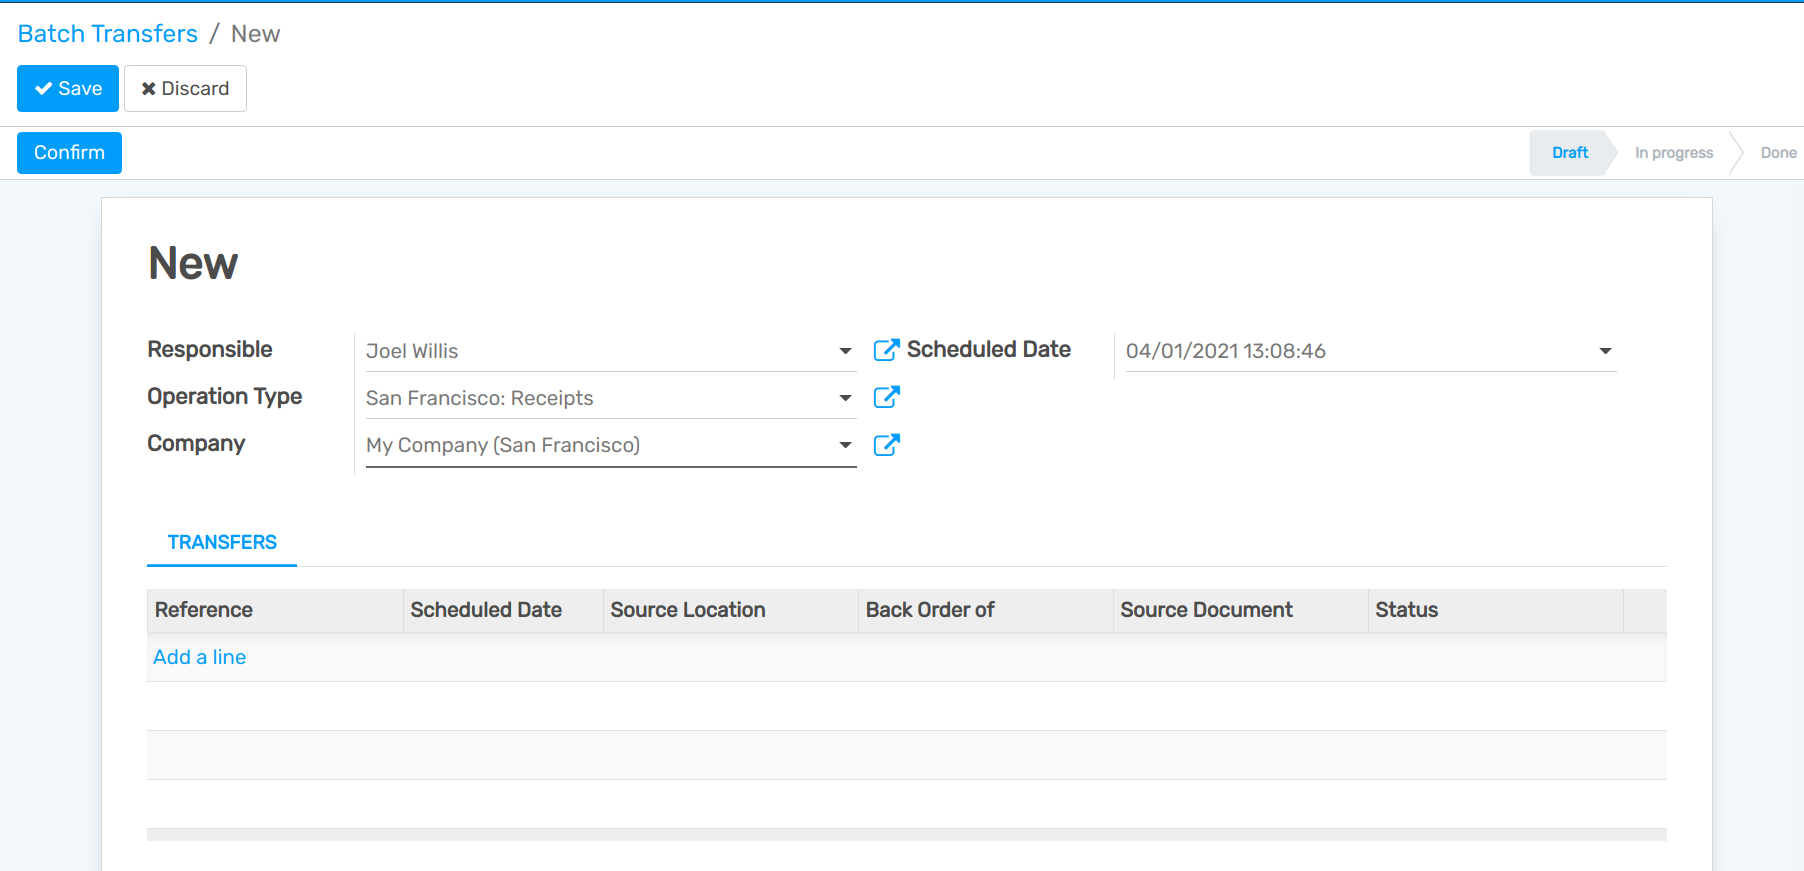 Batch Transfers / New
Save Discard
Confirm Draft In progress Done
New
Responsible Joel Willis Scheduled Date 04/01/2021 13:08:46
Operation Type San Francisco: Receipts
Company My Company (San Francisco)
TRANSFERS
Reference Scheduled Date Source Location Back Order of Source Document Status
Add a line